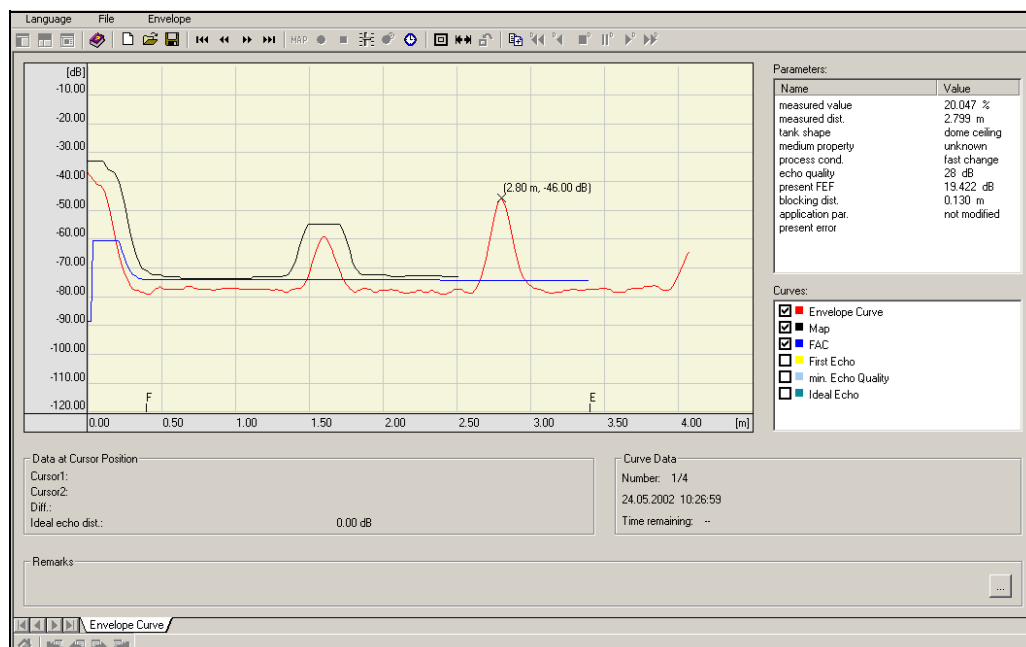 Language File Envelope
MAP
[dB]
-10.00
-20.00
-30.00
-40.00
-50.00
-60.00
-70.00
-80.00
-90.00
-100.00
-110.00
-120.00
(2.80 m, -46.00 dB)
F
E
0.00 0.50 1.00 1.50 2.00 2.50 3.00 3.50 4.00 [m]
Parameters:
Name Value
measured value 20.047 %
measured dist. 2.799 m
tank shape dome ceiling
medium property unknown
process cond. fast change
echo quality 28 dB
present FEF 19.422 dB
blocking dist. 0.130 m
application par. not modified
present error
Curves:
Envelope Curve
Map
FAC
First Echo
min. Echo Quality
Ideal Echo
Data at Cursor Position
Cursor1:
Cursor2:
Diff.:
Ideal echo dist.: 0.00 dB
Curve Data
Number: 1/4
24.05.2002 10:26:59
Time remaining: --
Remarks
...
Envelope Curve